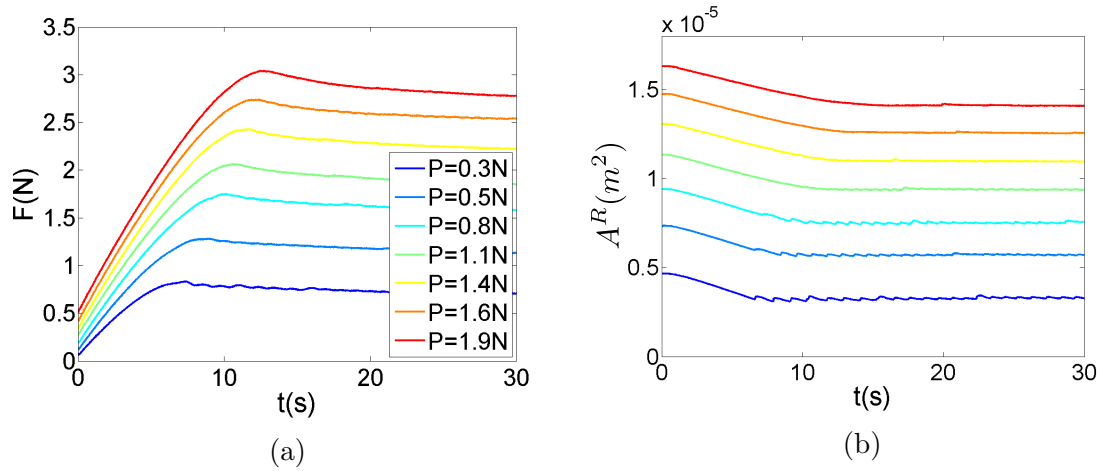 3.5
3
2.5
2
1.5
1
0.5
0
0
10
20
30
F(N)
t(s)
P=0.3N
P=0.5N
P=0.8N
P=1.1N
P=1.4N
P=1.6N
P=1.9N
(a)
x 10^-5
1.5
1
0.5
0
0
10
20
30
A^R(m^2)
t(s)
(b)